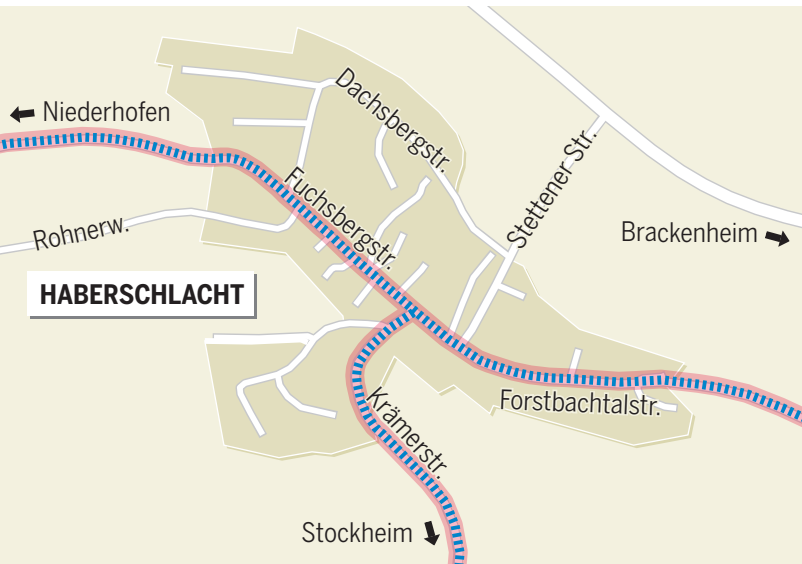 Niederhofen
Dachsbergstr.
Fuchsbergstr.
Stettener Str.
Rohnerw.
Brackenheim
HABERSCHLACHT
Krämerstr.
Forstbachtalstr.
Stockheim